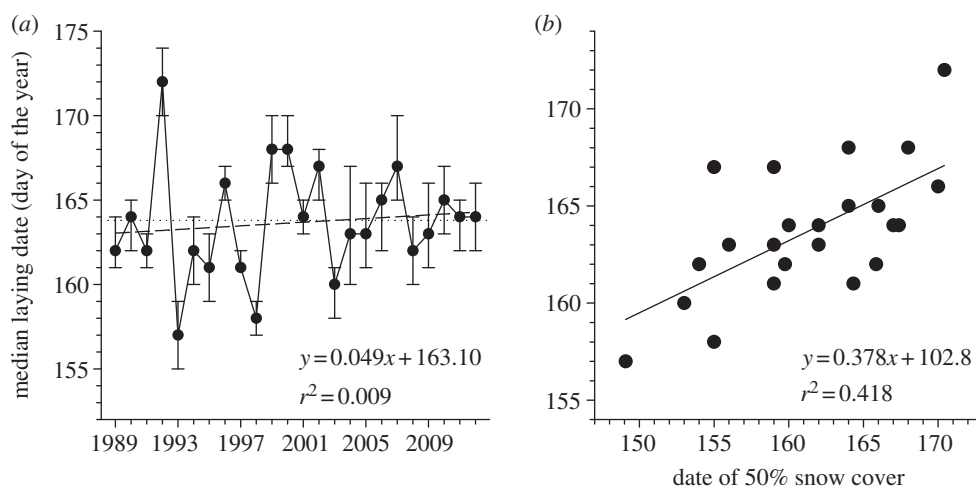 (a)
median laying date (day of the year)
175
170
165
160
155
1989 1993 1997 2001 2005 2009
y=0.049x+163.10
r²=0.009
(b)
170
165
160
155
150 155 160 165 170
date of 50% snow cover
y=0.378x+102.8
r²=0.418